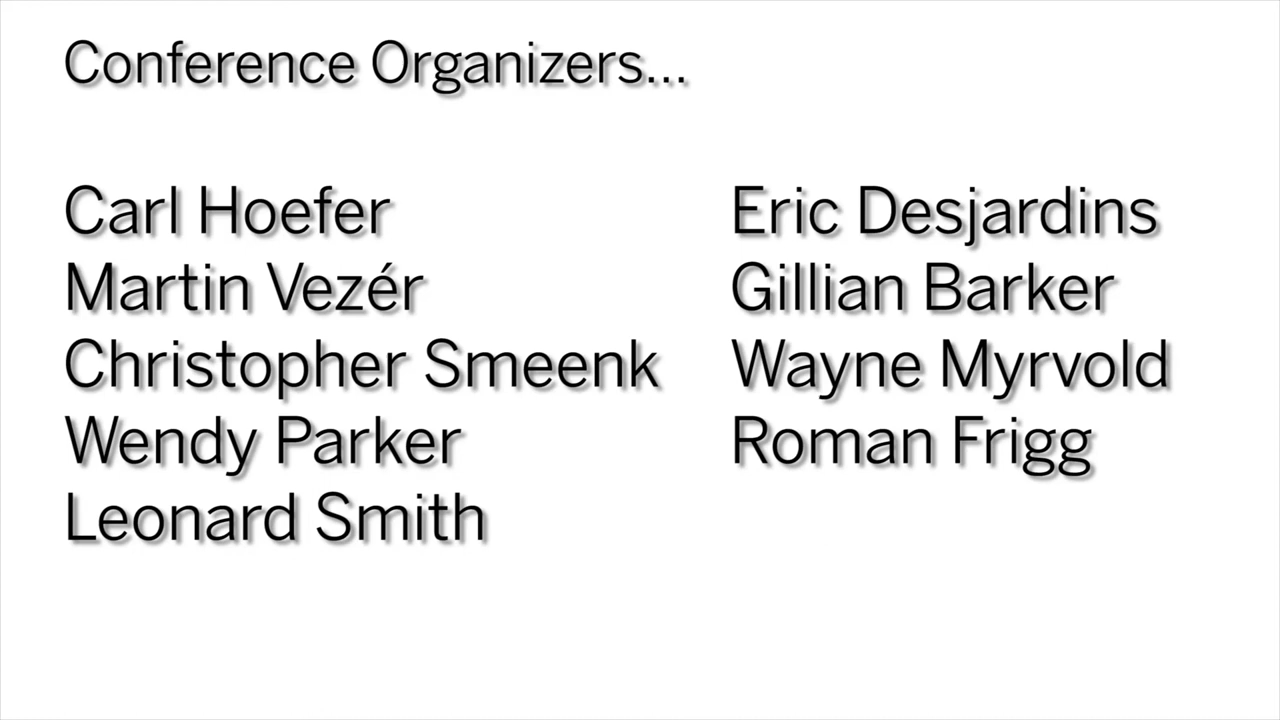 Conference Organizers...
Carl Hoefer
Martin Vezér
Christopher Smeenk
Wendy Parker
Leonard Smith
Eric Desjardins
Gillian Barker
Wayne Myrvold
Roman Frigg